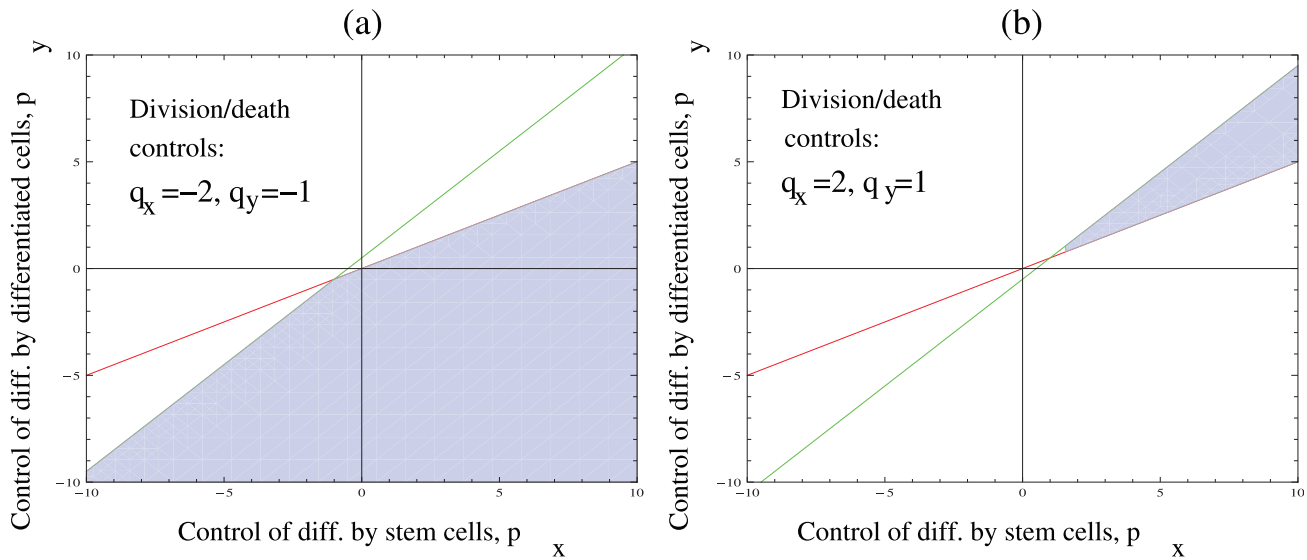 (a)
y
Control of diff. by differentiated cells, p
10
5
0
−5
−10
Division/death
controls:
q x =−2, q y =−1
−10 −5 0 5 10
Control of diff. by stem cells, p
x
(b)
y
Control of diff. by differentiated cells, p
10
5
0
−5
−10
Division/death
controls:
q x =2, q y =1
−10 −5 0 5 10
Control of diff. by stem cells, p
x